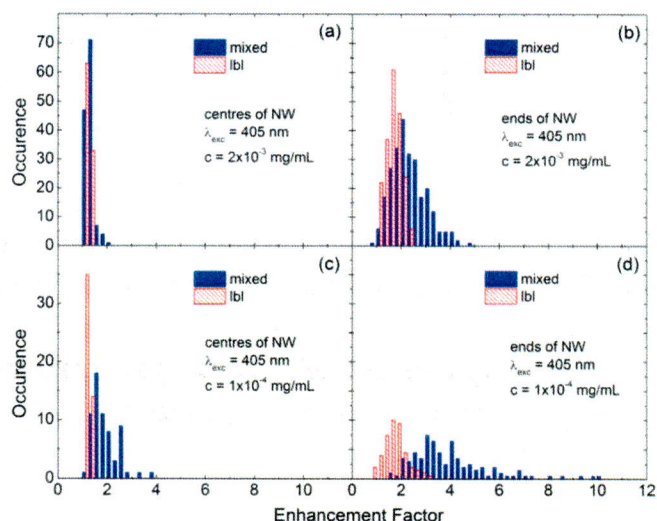 (a)
mixed
lbl
centres of NW
λexc = 405 nm
c = 2x10-3 mg/mL
(b)
mixed
lbl
ends of NW
λexc = 405 nm
c = 2x10-3 mg/mL
Occurence
70
60
50
40
30
20
10
0
(c)
mixed
lbl
centres of NW
λexc = 405 nm
c = 1x10-4 mg/mL
(d)
mixed
lbl
ends of NW
λexc = 405 nm
c = 1x10-4 mg/mL
Occurence
30
20
10
0
0 2 4 6 8 10 0 2 4 6 8 10 12
Enhancement Factor